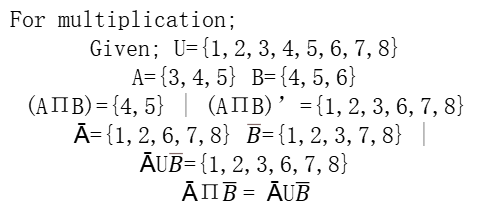 For multiplication;
Given; U={1,2,3,4,5,6,7,8}
A={3,4,5} B={4,5,6}
(AΠB)={4,5} | (AΠB)’={1,2,3,6,7,8}
Ā={1,2,6,7,8} B̅={1,2,3,7,8} |
ĀUB̅={1,2,3,6,7,8}
ĀΠB̅= ĀUB̅